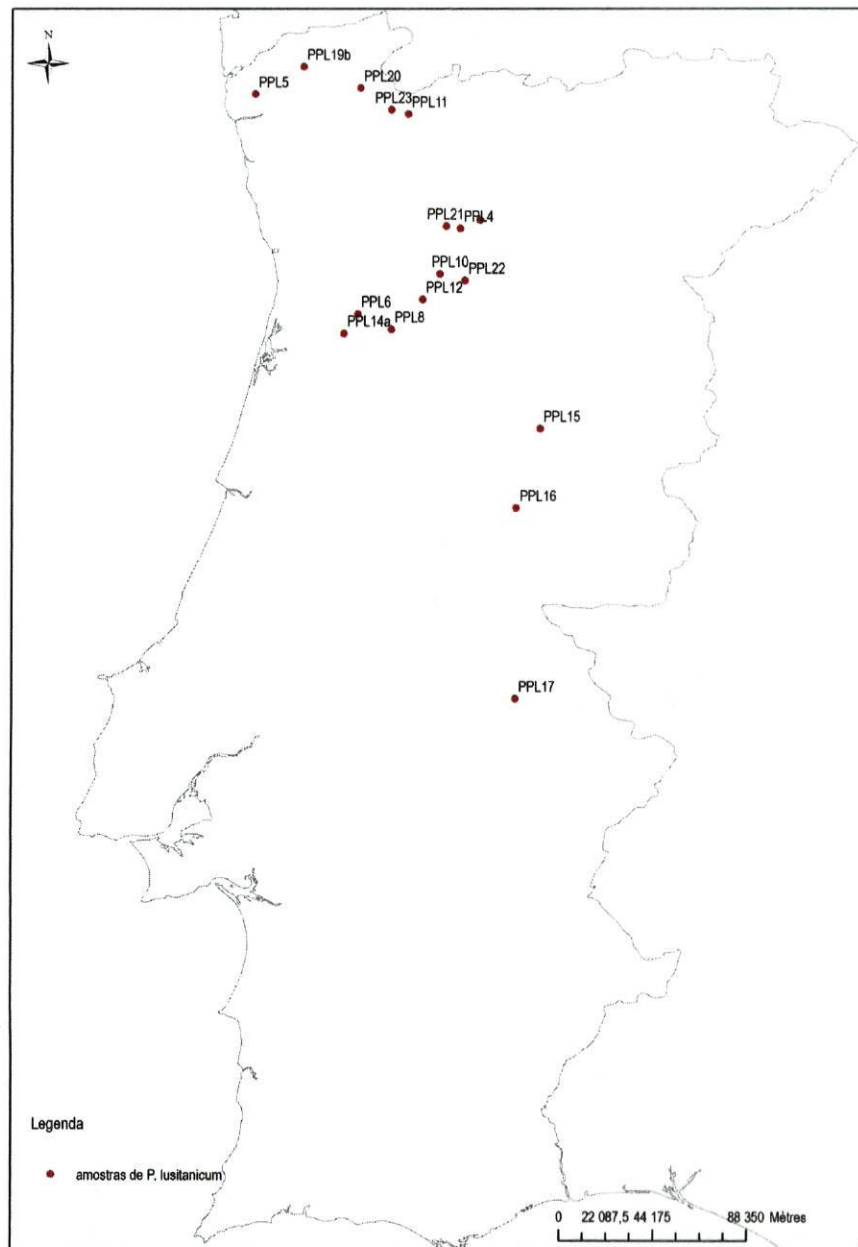 N
PPL19b
PPL5
PPL20
PPL23
PPL11
PPL21
PPL4
PPL10
PPL22
PPL12
PPL6
PPL14a
PPL8
PPL15
PPL16
PPL17
Legenda
amostras de P. lusitanicum
0 22 087,5 44 175 88 350 Mètres